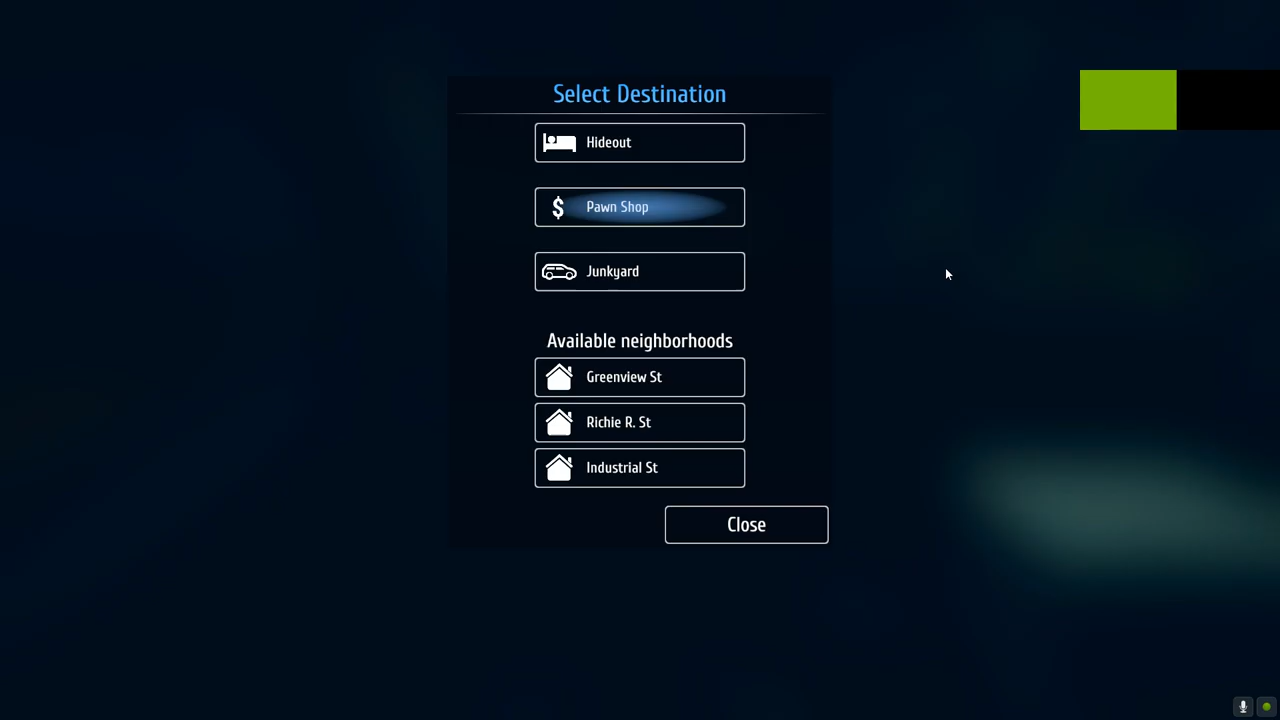 Select Destination
Hideout
$ Pawn Shop
Junkyard
Available neighborhoods
Greenview St
Richie R. St
Industrial St
Close